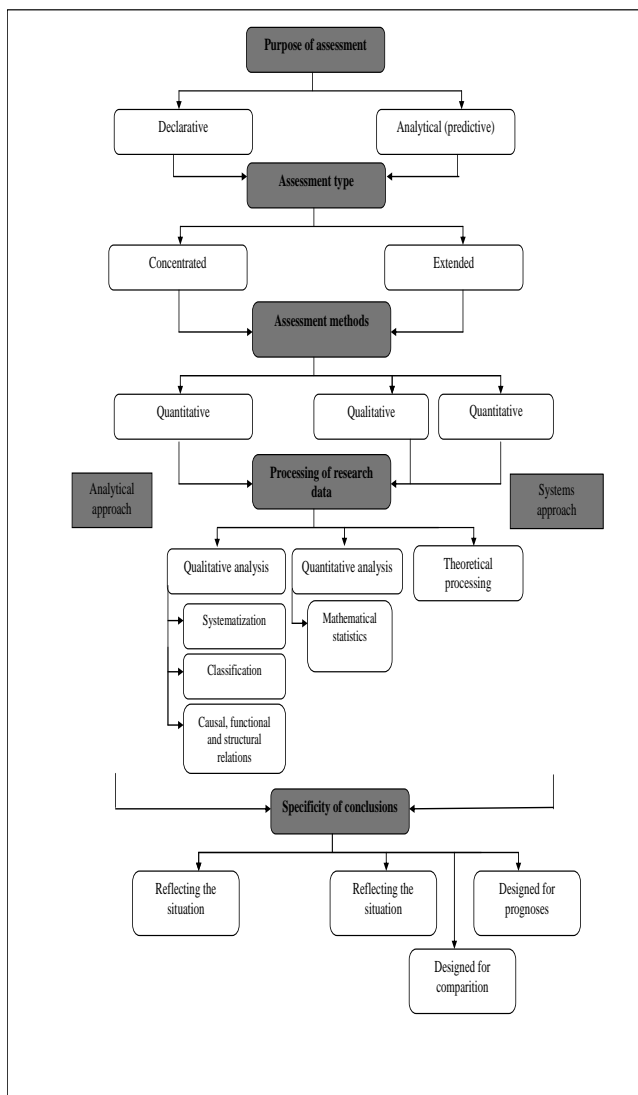 Purpose of assessment
Declarative
Analytical (predictive)
Assessment type
Concentrated
Extended
Assessment methods
Quantitative
Qualitative
Quantitative
Analytical
approach
Processing of research
data
Systems
approach
Qualitative analysis
Quantitative analysis
Theoretical
processing
Systematization
Mathematical
statistics
Classification
Causal, functional
and structural
relations
Specificity of conclusions
Reflecting the
situation
Reflecting the
situation
Designed for
prognoses
Designed for
comparition